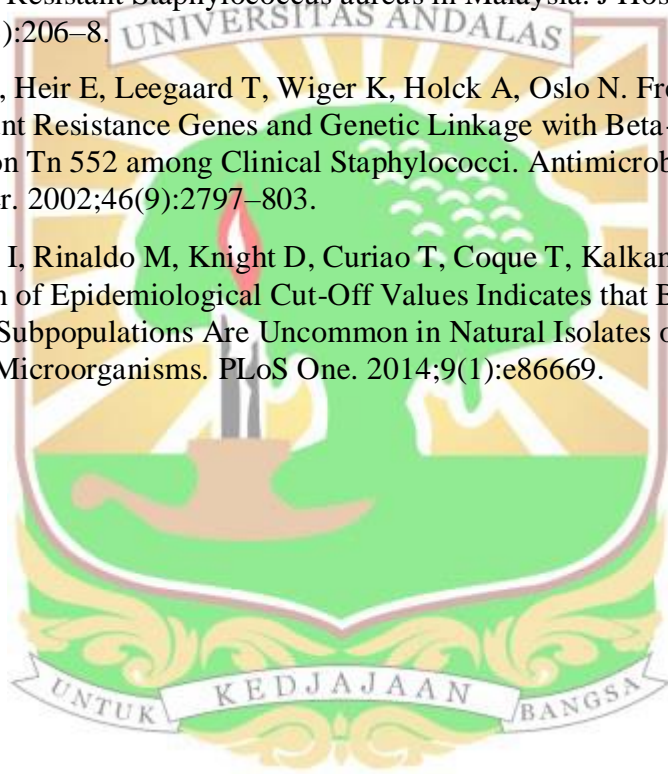 Resistant Staphylococcus aureus in Malaysia. J Hos
):206–8.
UNIVERSITAS ANDALAS
, Heir E, Leegaard T, Wiger K, Holck A, Oslo N. Fre
nt Resistance Genes and Genetic Linkage with Beta-
on Tn 552 among Clinical Staphylococci. Antimicrob
r. 2002;46(9):2797–803.
I, Rinaldo M, Knight D, Curiao T, Coque T, Kalkan
n of Epidemiological Cut-Off Values Indicates that B
Subpopulations Are Uncommon in Natural Isolates o
Microorganisms. PLoS One. 2014;9(1):e86669.
UNTUK KEDJAJAAN BANGSA